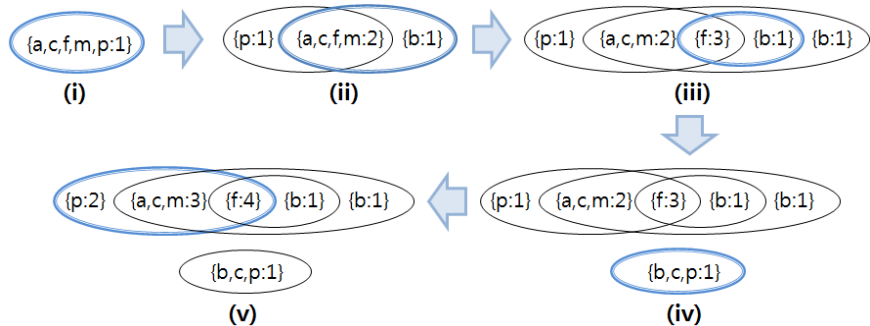 {a,c,f,m,p:1}
(i)
{p:1} {a,c,f,m:2} {b:1}
(ii)
{p:1} {a,c,m:2} {f:3} {b:1} {b:1}
(iii)
{p:2} {a,c,m:3} {f:4} {b:1} {b:1}
{b,c,p:1}
(v)
{p:1} {a,c,m:2} {f:3} {b:1} {b:1}
{b,c,p:1}
(iv)